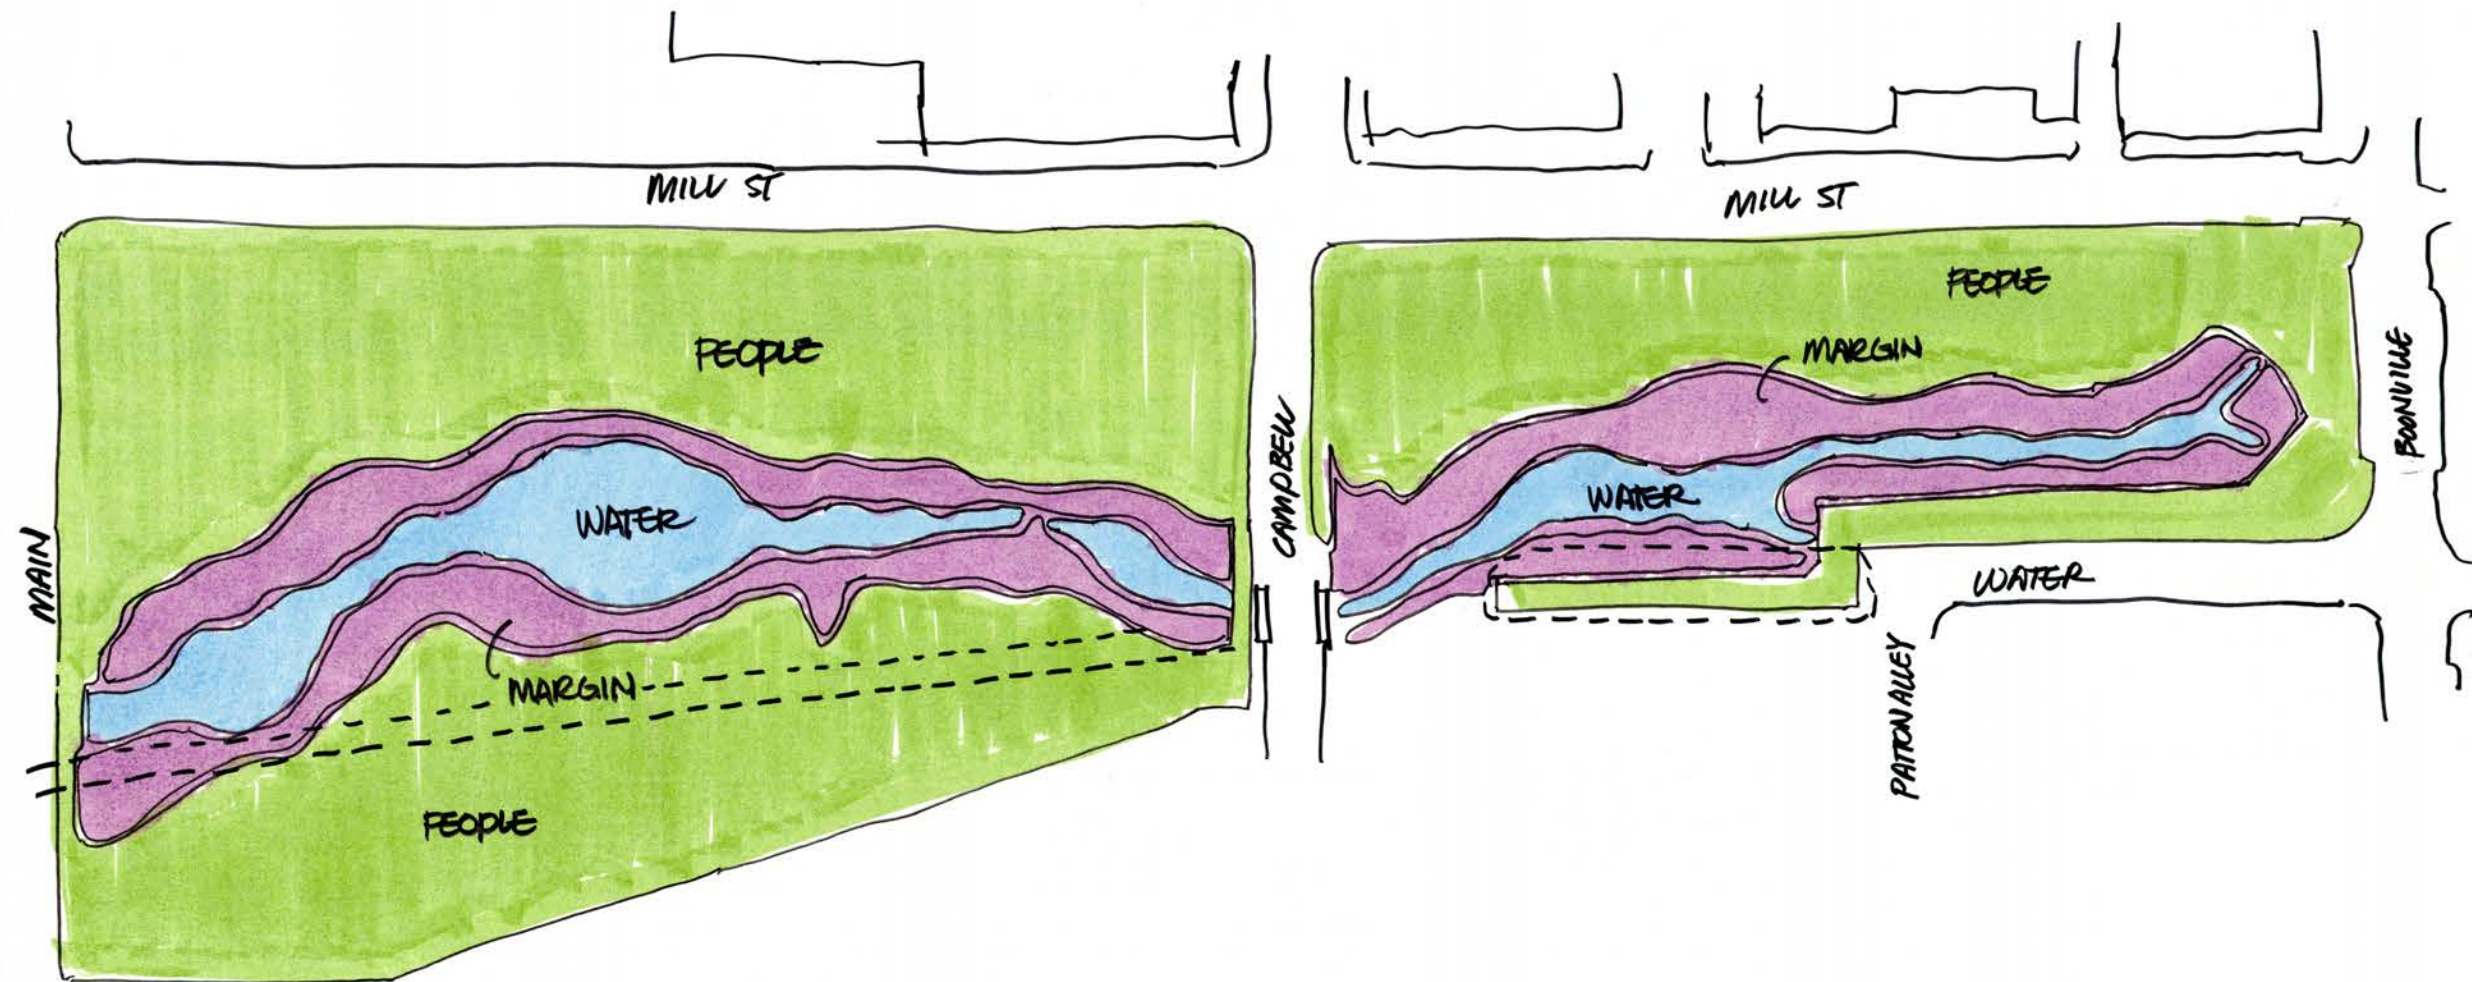 MILL ST
MILL ST
PEOPLE
PEOPLE
MARGIN
BOONVILLE
CAMPBELL
WATER
WATER
MAIN
WATER
MARGIN
PATTON ALLEY
PEOPLE